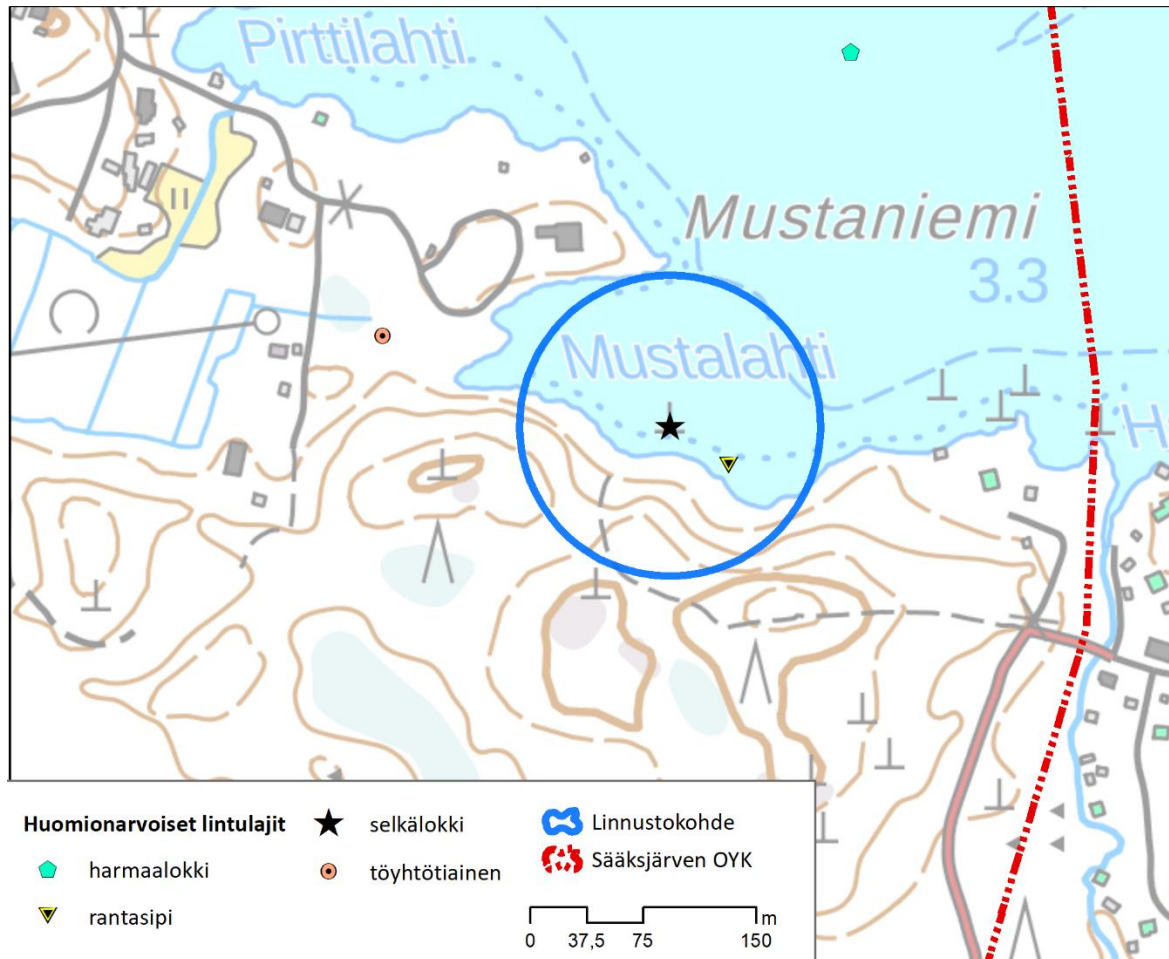 Pirttilahti
Mustaniemi
3.3
Mustalahti
H
Huomionarvoiset lintulajit
harmaalokki
rantasipi
selkälokki
töyhtötiainen
Linnustokohde
Sääksjärven OYK
m
0 37,5 75 150